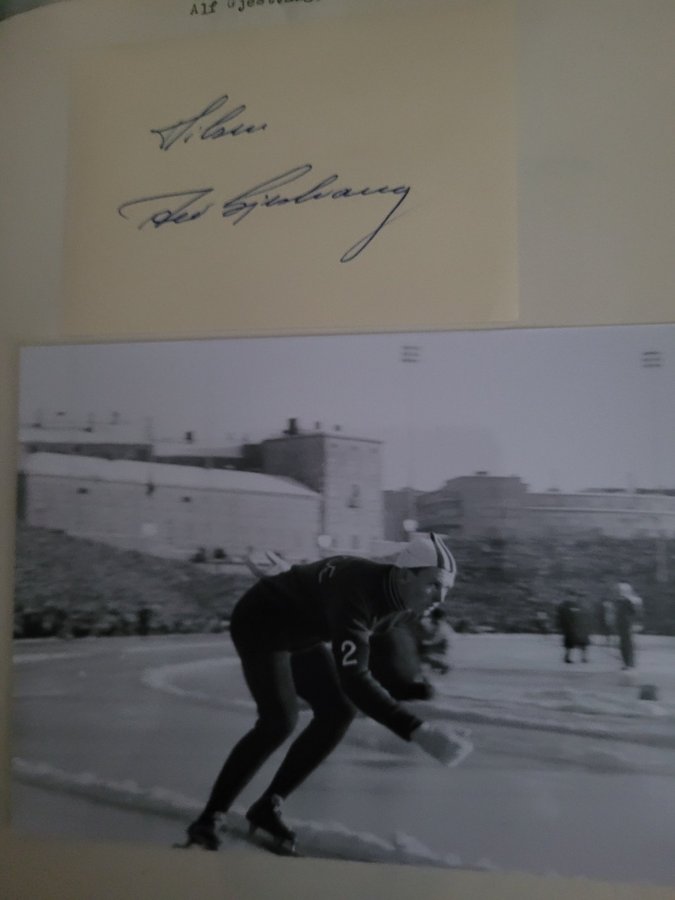 Alf Gjestvang
Hilsen
Alf Gjestvang
2